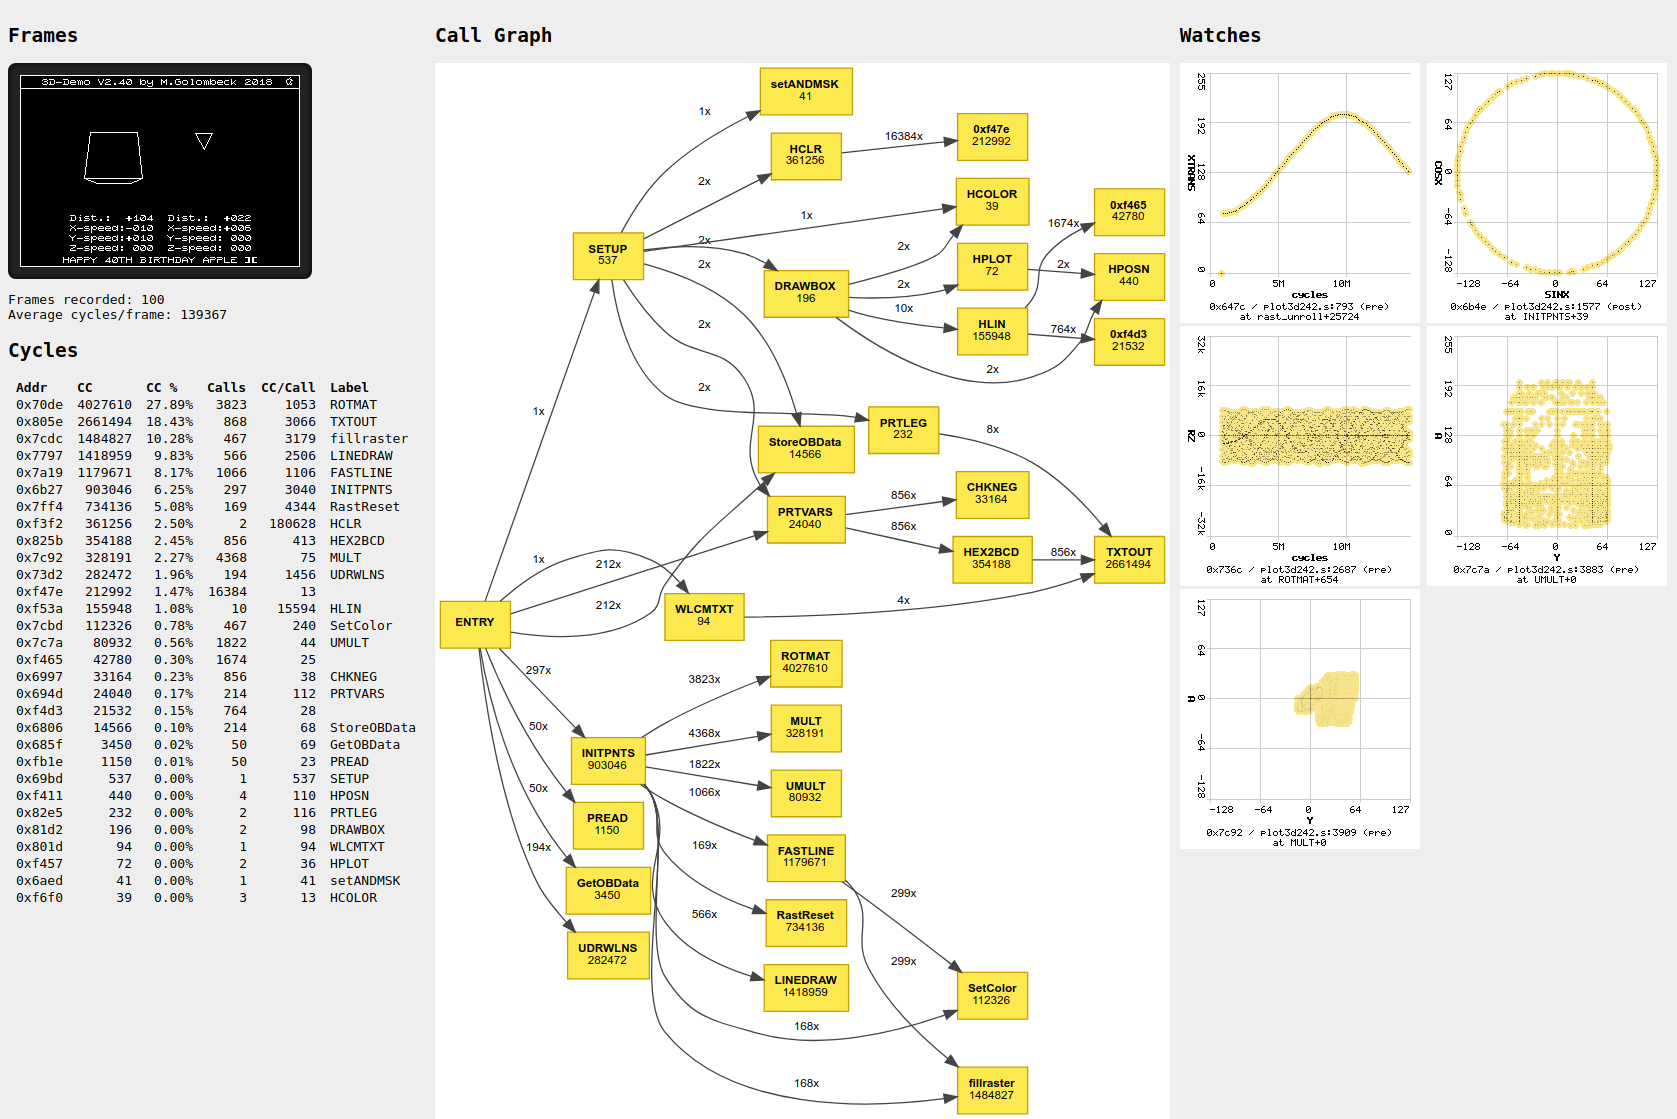 Frames
3D-Demo V2.40 by M.Golombeck 2018
Dist.: +104 Dist.: +022
X-speed:-010 X-speed:+006
Y-speed:+010 Y-speed: 000
Z-speed: 000 Z-speed: 000
HAPPY 40TH BIRTHDAY APPLE ][
Frames recorded: 100
Average cycles/frame: 139367
Cycles
Addr CC CC % Calls CC/Call Label
0x70de 4027610 27.89% 3823 1053 ROTMAT
0x805e 2661494 18.43% 868 3066 TXTOUT
0x7cdc 1484827 10.28% 467 3179 fillraster
0x7797 1418959 9.83% 566 2506 LINEDRAW
0x7a19 1179671 8.17% 1066 1106 FASTLINE
0x6b27 903046 6.25% 297 3040 INITPNTS
0x7ff4 734136 5.08% 169 4344 RastReset
0xf3f2 361256 2.50% 2 180628 HCLR
0x825b 354188 2.45% 856 413 HEX2BCD
0x7c92 328191 2.27% 4368 75 MULT
0x73d2 282472 1.96% 194 1456 UDRWLNS
0xf47e 212992 1.47% 16384 13
0xf53a 155948 1.08% 10 15594 HLIN
0x7cbd 112326 0.78% 467 240 SetColor
0x7c7a 80932 0.56% 1822 44 UMULT
0xf465 42780 0.30% 1674 25
0x6997 33164 0.23% 856 38 CHKNEG
0x694d 24040 0.17% 214 112 PRTVARS
0xf4d3 21532 0.15% 764 28
0x6806 14566 0.10% 214 68 StoreOBData
0x685f 3450 0.02% 50 69 GetOBData
0xfb1e 1150 0.01% 50 23 PREAD
0x69bd 537 0.00% 1 537 SETUP
0xf411 440 0.00% 4 110 HPOSN
0x82e5 232 0.00% 2 116 PRTLEG
0x81d2 196 0.00% 2 98 DRAWBOX
0x801d 94 0.00% 1 94 WLCMTXT
0xf457 72 0.00% 2 36 HPLOT
0x6aed 41 0.00% 1 41 setANDMSK
0xf6f0 39 0.00% 3 13 HCOLOR
Call Graph
setANDMSK
41
1x
HCLR
361256
16384x
0xf47e
212992
2x
HCOLOR
39
1x
0xf465
42780
1674x
SETUP
537
2x
2x
2x
HPLOT
72
2x
HPOSN
440
DRAWBOX
196
2x
10x
HLIN
155948
764x
0xf4d3
21532
2x
2x
2x
1x
PRTLEG
232
8x
StoreOBData
14566
CHKNEG
33164
856x
PRTVARS
24040
856x
HEX2BCD
354188
856x
TXTOUT
2661494
1x
212x
212x
WLCMTXT
94
4x
ENTRY
297x
ROTMAT
4027610
3823x
MULT
328191
4368x
50x
INITPNTS
903046
1822x
1066x
UMULT
80932
50x
PREAD
1150
194x
169x
FASTLINE
1179671
GetOBData
3450
299x
566x
RastReset
734136
UDRWLNS
282472
299x
LINEDRAW
1418959
SetColor
112326
168x
168x
fillraster
1484827
Watches
255
192
128
64
0
XTRANS
0 5M 10M
cycles
0x647c / plot3d242.s:793 (pre)
at rast_unroll+25724
127
64
0
-64
-128
COSX
-128 -64 0 64 127
SINX
0x6b4e / plot3d242.s:1577 (post)
at INITPNTS+39
32k
16k
0
-16k
-32k
RZ
0 5M 10M
cycles
0x736c / plot3d242.s:2687 (pre)
at ROTMAT+654
255
192
128
64
0
A
-128 -64 0 64 127
Y
0x7c7a / plot3d242.s:3883 (pre)
at UMULT+0
127
64
0
-64
-128
A
-128 -64 0 64 127
Y
0x7c92 / plot3d242.s:3909 (pre)
at MULT+0